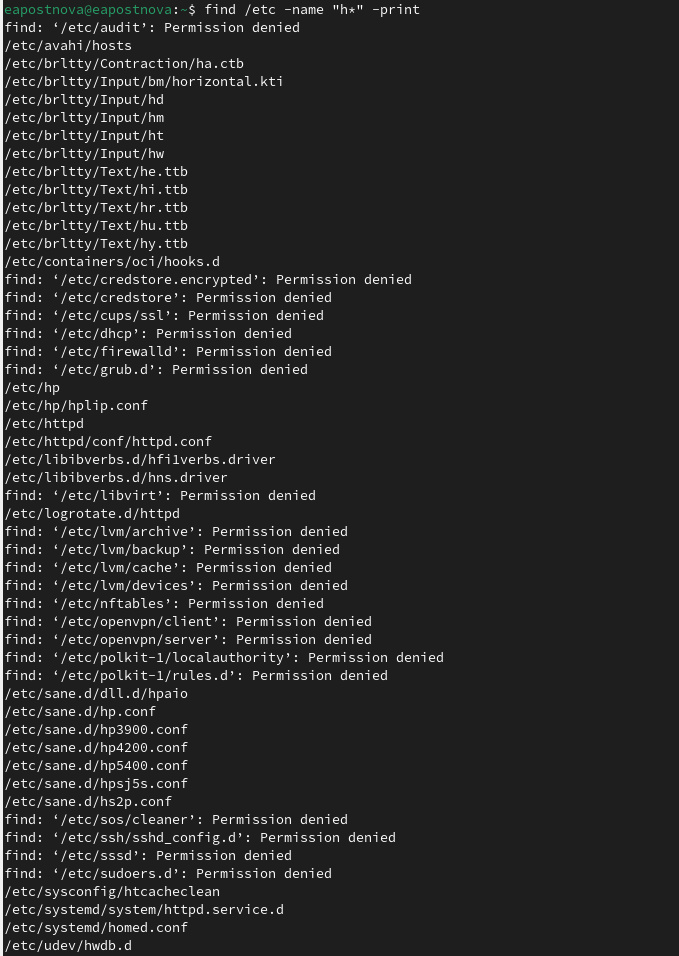 eapostnova@eapostnova:~$ find /etc -name "h*" -print
find: ‘/etc/audit’: Permission denied
/etc/avahi/hosts
/etc/brltty/Contraction/ha.ctb
/etc/brltty/Input/bm/horizontal.kti
/etc/brltty/Input/hd
/etc/brltty/Input/hm
/etc/brltty/Input/ht
/etc/brltty/Input/hw
/etc/brltty/Text/he.ttb
/etc/brltty/Text/hi.ttb
/etc/brltty/Text/hr.ttb
/etc/brltty/Text/hu.ttb
/etc/brltty/Text/hy.ttb
/etc/containers/oci/hooks.d
find: ‘/etc/credstore.encrypted’: Permission denied
find: ‘/etc/credstore’: Permission denied
find: ‘/etc/cups/ssl’: Permission denied
find: ‘/etc/dhcp’: Permission denied
find: ‘/etc/firewalld’: Permission denied
find: ‘/etc/grub.d’: Permission denied
/etc/hp
/etc/hp/hplip.conf
/etc/httpd
/etc/httpd/conf/httpd.conf
/etc/libibverbs.d/hfi1verbs.driver
/etc/libibverbs.d/hns.driver
find: ‘/etc/libvirt’: Permission denied
/etc/logrotate.d/httpd
find: ‘/etc/lvm/archive’: Permission denied
find: ‘/etc/lvm/backup’: Permission denied
find: ‘/etc/lvm/cache’: Permission denied
find: ‘/etc/lvm/devices’: Permission denied
find: ‘/etc/nftables’: Permission denied
find: ‘/etc/openvpn/client’: Permission denied
find: ‘/etc/openvpn/server’: Permission denied
find: ‘/etc/polkit-1/localauthority’: Permission denied
find: ‘/etc/polkit-1/rules.d’: Permission denied
/etc/sane.d/dll.d/hpaio
/etc/sane.d/hp.conf
/etc/sane.d/hp3900.conf
/etc/sane.d/hp4200.conf
/etc/sane.d/hp5400.conf
/etc/sane.d/hpsj5s.conf
/etc/sane.d/hs2p.conf
find: ‘/etc/sos/cleaner’: Permission denied
find: ‘/etc/ssh/sshd_config.d’: Permission denied
find: ‘/etc/sssd’: Permission denied
find: ‘/etc/sudoers.d’: Permission denied
/etc/sysconfig/htcacheclean
/etc/systemd/system/httpd.service.d
/etc/systemd/homed.conf
/etc/udev/hwdb.d